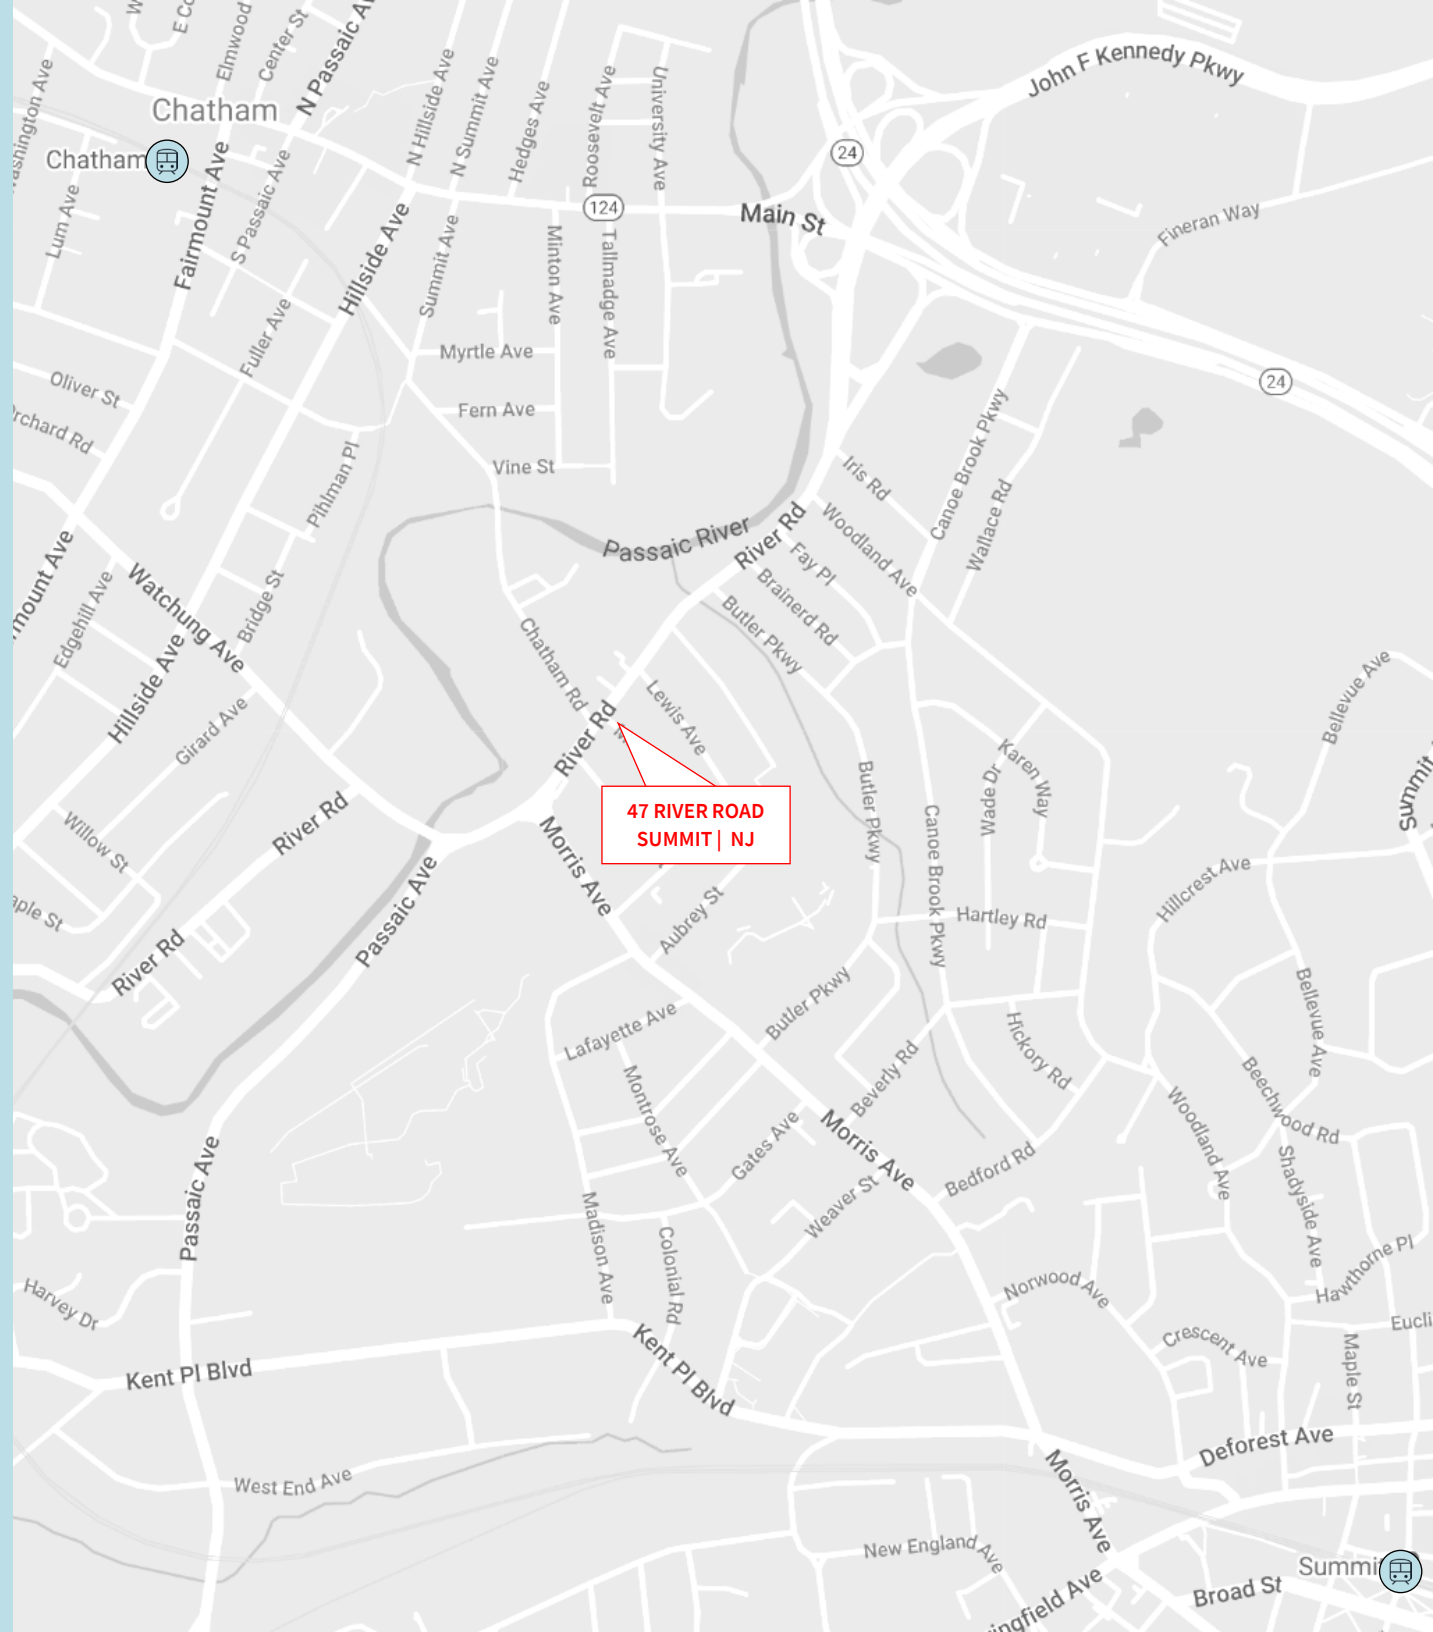 Elmwood
Center St
N Passaic Av
N Hillside Ave
N Summit Ave
Hedges Ave
Roosevelt Ave
University Ave
John F Kennedy Pkwy
Chatham
Chatham
24
Fairmount Ave
S Passaic Ave
Lum Ave
124
Main St
Fineran Way
Hillside Ave
Summit Ave
Minton Ave
Tallmadge Ave
Fuller Ave
Myrtle Ave
24
Oliver St
Fern Ave
Canoe Brook Pkwy
Vine St
Iris Rd
Pihlman Pl
Wallace Rd
Passaic River
River Rd
Woodland Ave
Fay Pl
Brainerd Rd
Butler Pkwy
Watchung Ave
Edgehill Ave
Bridge St
Hillside Ave
Chatham Rd
Lewis Ave
Girard Ave
River Rd
Bellevue Ave
Karen Way
Wade Dr
Butler Pkwy
Canoe Brook Pkwy
47 RIVER ROAD
SUMMIT | NJ
River Rd
Willow St
Morris Ave
Passaic Ave
Hillcrest Ave
Summit
Aubrey St
Hartley Rd
River Rd
Butler Pkwy
Bellevue Ave
Lafayette Ave
Hickory Rd
Beverly Rd
Montrose Ave
Beechwood Rd
Woodland Ave
Gates Ave
Morris Ave
Bedford Rd
Weaver St
Shadyside Ave
Passaic Ave
Madison Ave
Colonial Rd
Hawthorne Pl
Norwood Ave
Harvey Dr
Crescent Ave
Eucli
Maple St
Kent Pl Blvd
Kent Pl Blvd
Deforest Ave
West End Ave
Morris Ave
New England Ave
Summit
Broad St
ingfield Ave